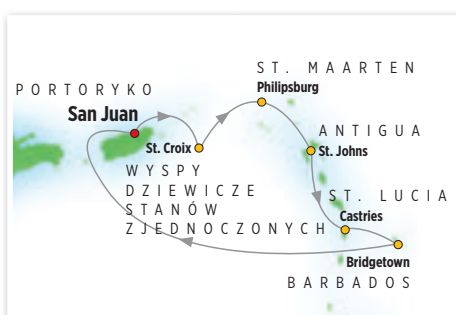 ST. MAARTEN
Philipsburg
PORTORYKO
San Juan
ANTIGUA
St. Johns
St. Croix
WYSPY
DZIEWICZE
STANÓW
ZJEDNOCZONYCH
ST. LUCIA
Castries
Bridgetown
BARBADOS